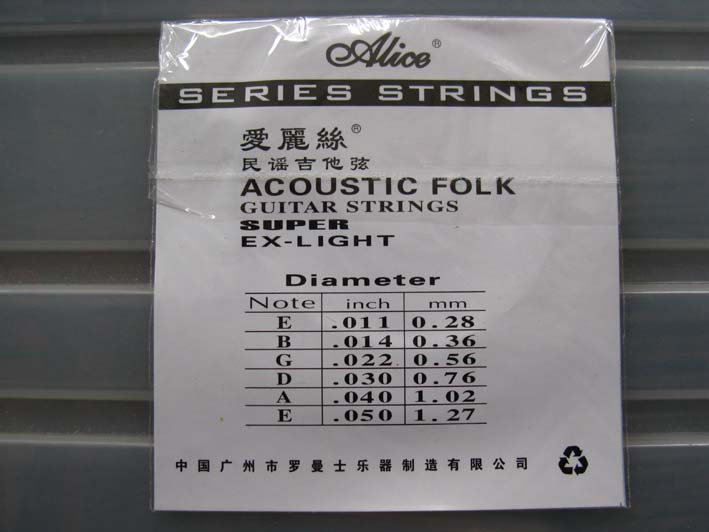 Alice®
SERIES STRINGS
愛麗絲®
民谣吉他弦
ACOUSTIC FOLK
GUITAR STRINGS
SUPER
EX-LIGHT
Diameter
Note inch mm
E .011 0.28
B .014 0.36
G .022 0.56
D .030 0.76
A .040 1.02
E .050 1.27
中国广州市罗曼士乐器制造有限公司